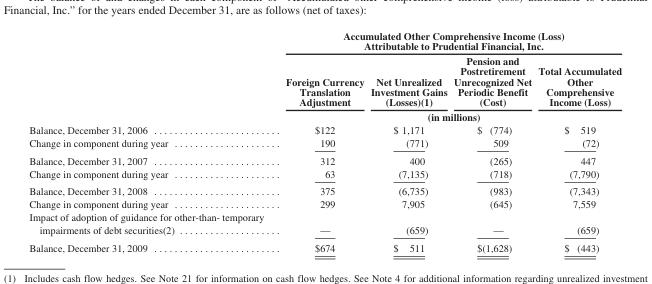 Financial, Inc.” for the years ended December 31, are as follows (net of taxes):
Accumulated Other Comprehensive Income (Loss)
Attributable to Prudential Financial, Inc.
Foreign Currency Translation Adjustment
Net Unrealized Investment Gains (Losses)(1)
Pension and Postretirement Unrecognized Net Periodic Benefit (Cost)
Total Accumulated Other Comprehensive Income (Loss)
(in millions)
Balance, December 31, 2006 $122 $ 1,171 $ (774) $ 519
Change in component during year 190 (771) 509 (72)
Balance, December 31, 2007 312 400 (265) 447
Change in component during year 63 (7,135) (718) (7,790)
Balance, December 31, 2008 375 (6,735) (983) (7,343)
Change in component during year 299 7,905 (645) 7,559
Impact of adoption of guidance for other-than- temporary
impairments of debt securities(2) — (659) — (659)
Balance, December 31, 2009 $674 $ 511 $(1,628) $ (443)
(1) Includes cash flow hedges. See Note 21 for information on cash flow hedges. See Note 4 for additional information regarding unrealized investment